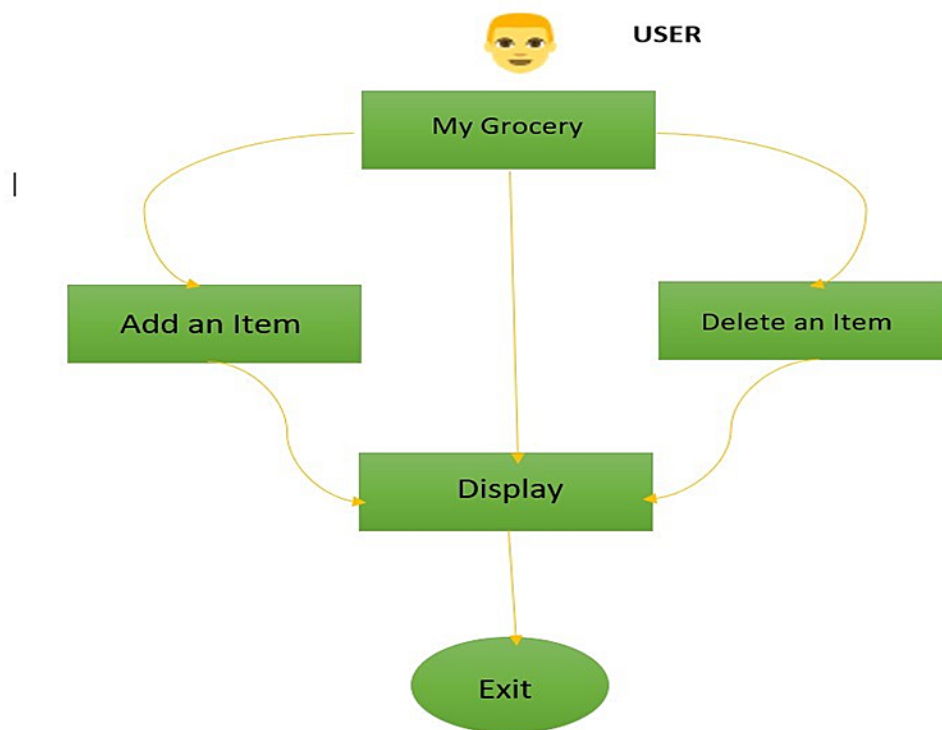 USER
My Grocery
Add an Item
Delete an Item
Display
Exit